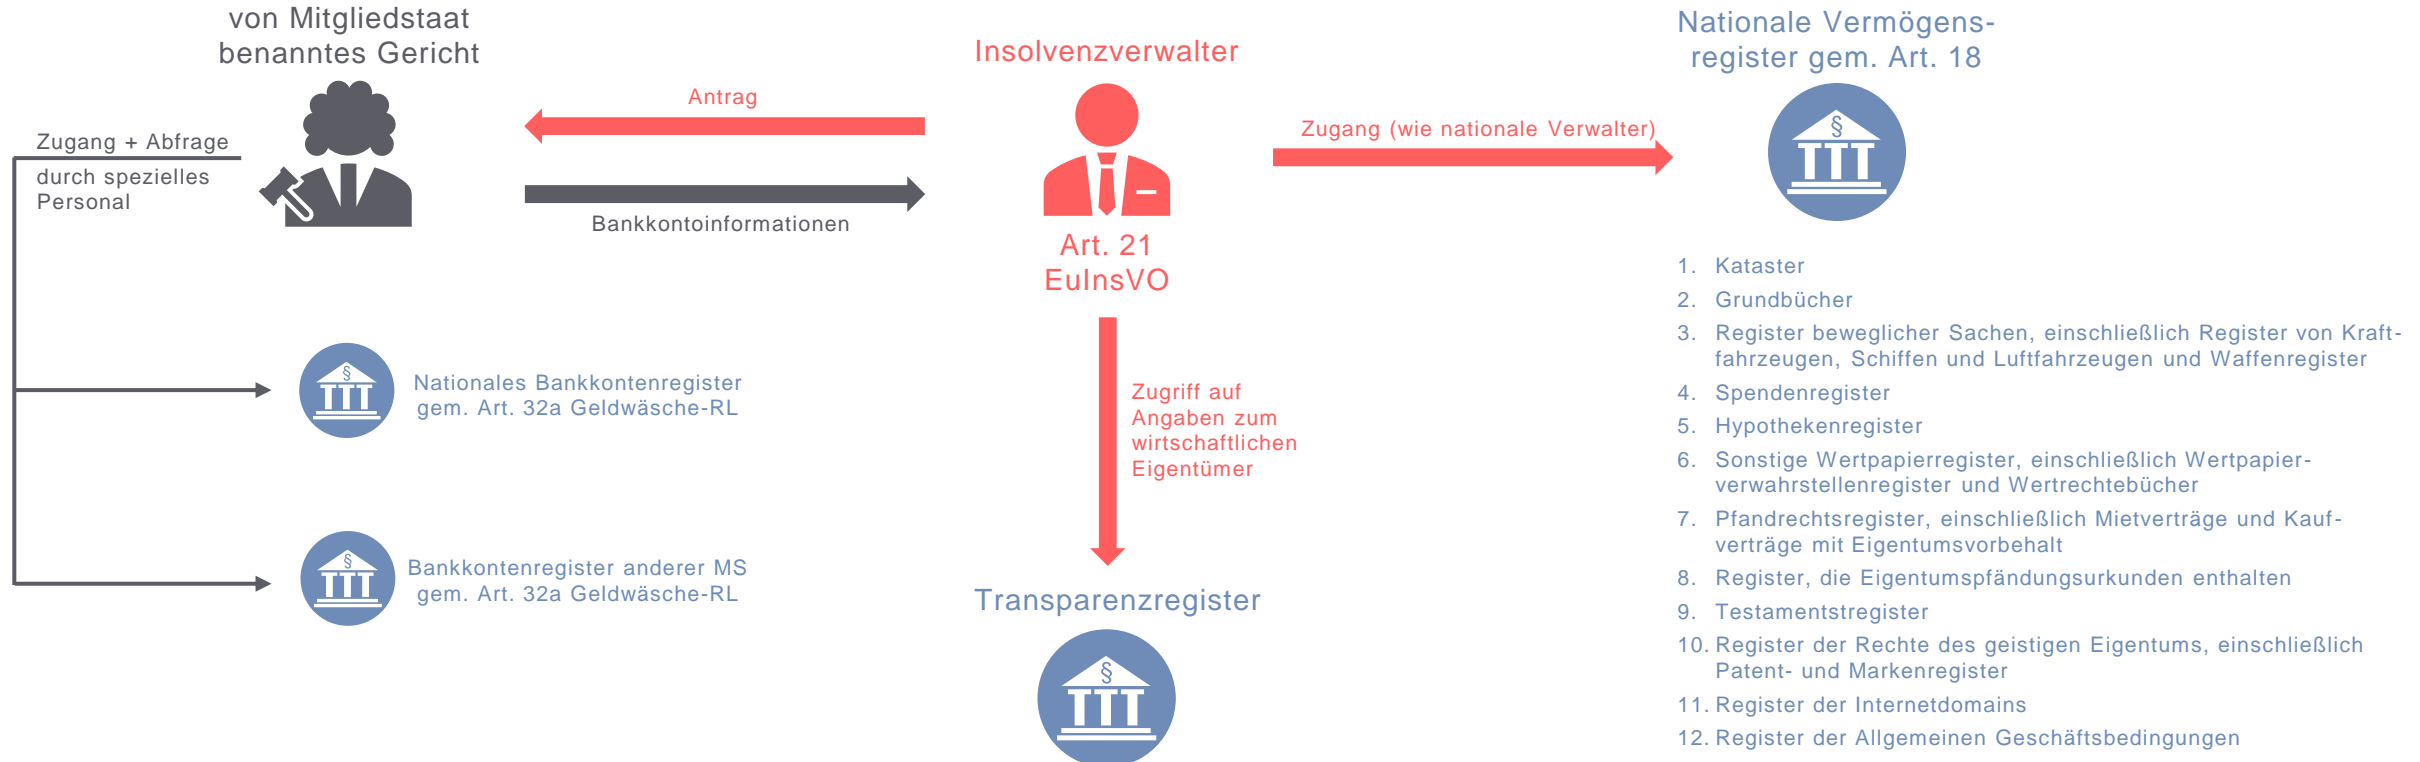 von Mitgliedstaat
benanntes Gericht
Zugang + Abfrage
durch spezielles
Personal
Antrag
Bankkontoinformationen
Insolvenzverwalter
Art. 21
EuInsVO
Zugang (wie nationale Verwalter)
Nationale Vermögens-
register gem. Art. 18
§
Nationales Bankkontenregister
gem. Art. 32a Geldwäsche-RL
§
Bankkontenregister anderer MS
gem. Art. 32a Geldwäsche-RL
§
Zugriff auf
Angaben zum
wirtschaftlichen
Eigentümer
Transparenzregister
§
1. Kataster
2. Grundbücher
3. Register beweglicher Sachen, einschließlich Register von Kraft-
fahrzeugen, Schiffen und Luftfahrzeugen und Waffenregister
4. Spendenregister
5. Hypothekenregister
6. Sonstige Wertpapierregister, einschließlich Wertpapier-
verwahrstellenregister und Wertrechtebücher
7. Pfandrechtsregister, einschließlich Mietverträge und Kauf-
verträge mit Eigentumsvorbehalt
8. Register, die Eigentumspfändungsurkunden enthalten
9. Testamentstregister
10. Register der Rechte des geistigen Eigentums, einschließlich
Patent- und Markenregister
11. Register der Internetdomains
12. Register der Allgemeinen Geschäftsbedingungen